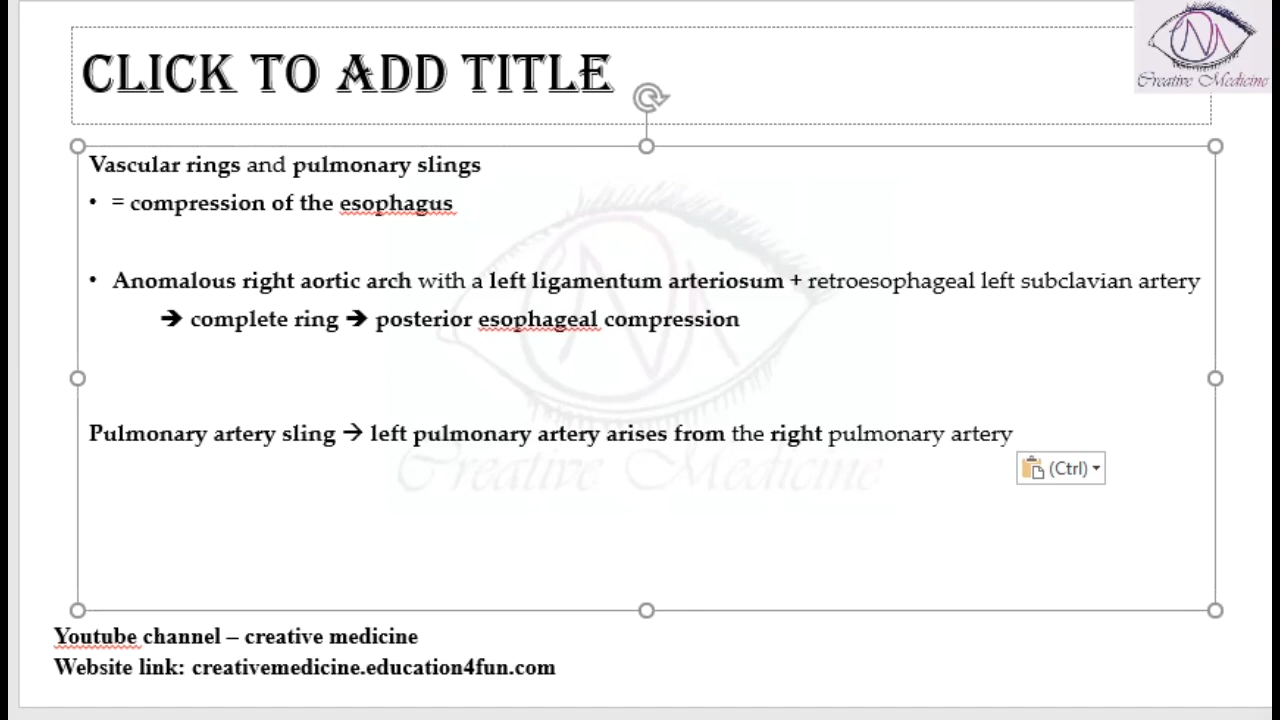 CLICK TO ADD TITLE
Creative Medicine
Vascular rings and pulmonary slings
• = compression of the esophagus
• Anomalous right aortic arch with a left ligamentum arteriosum + retroesophageal left subclavian artery
➔ complete ring ➔ posterior esophageal compression
Pulmonary artery sling → left pulmonary artery arises from the right pulmonary artery
(Ctrl)
Creative Medicine
Youtube channel – creative medicine
Website link: creativemedicine.education4fun.com